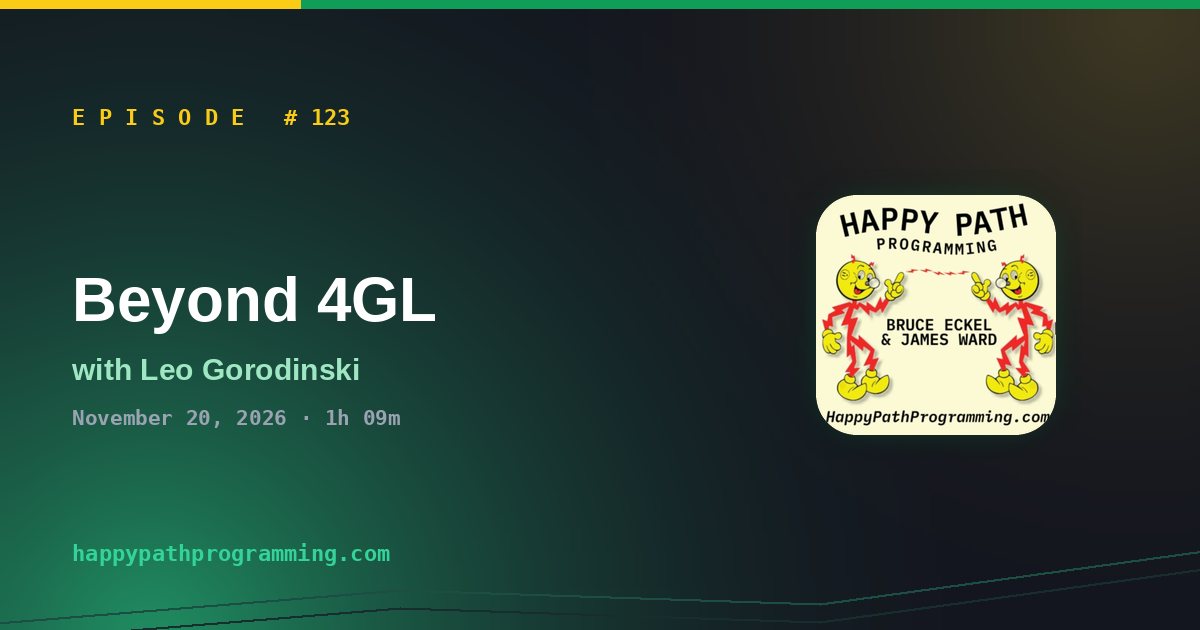 EPISODE #123
Beyond 4GL
with Leo Gorodinski
November 20, 2026 · 1h 09m
happypathprogramming.com
HAPPY PATH
PROGRAMMING
BRUCE ECKEL
& JAMES WARD
HappyPathProgramming.com